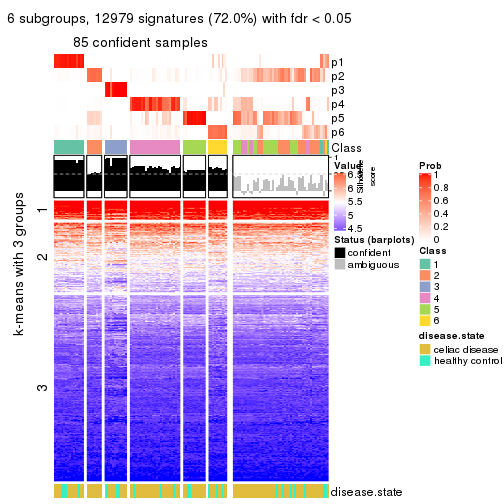 6 subgroups, 12979 signatures (72.0%) with fdr < 0.05
85 confident samples
p1
p2
p3
p4
p5
p6
Class
1
Value
6.5
5.5
5
4.5
silhouette
score
Status (barplots)
confident
ambiguous
Prob
1
0.8
0.6
0.4
0.2
0
Class
1
2
3
4
5
6
disease.state
celiac disease
healthy control
k-means with 3 groups
1
2
3
disease.state